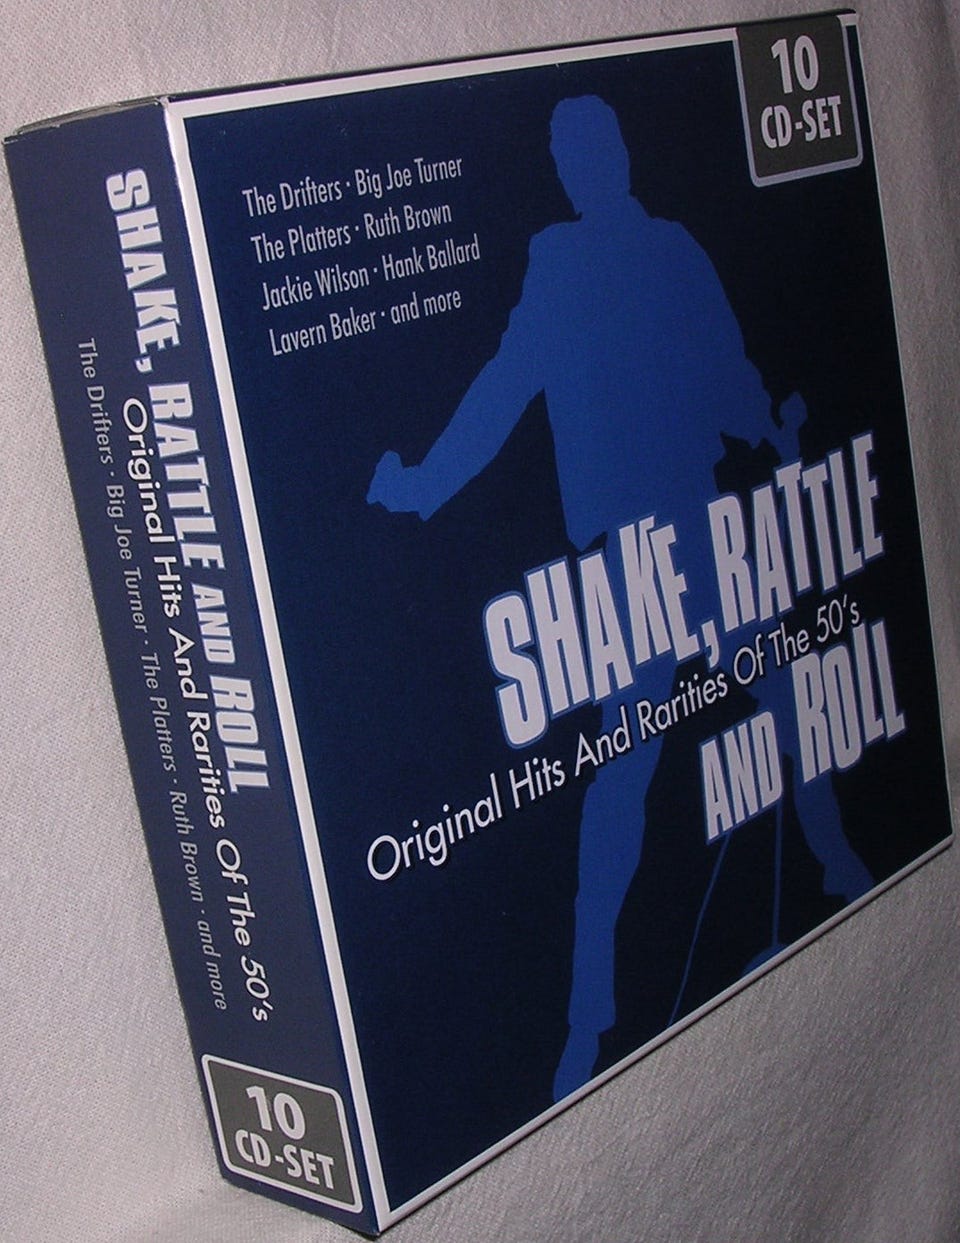 10
CD-SET
The Drifters · Big Joe Turner
The Platters · Ruth Brown
Jackie Wilson · Hank Ballard
Lavern Baker · and more
SHAKE, RATTLE
Original Hits And Rarities Of The 50's
AND ROLL
SHAKE, RATTLE AND ROLL
Original Hits And Rarities Of The 50's
The Drifters · Big Joe Turner · The Platters · Ruth Brown · and more
10
CD-SET